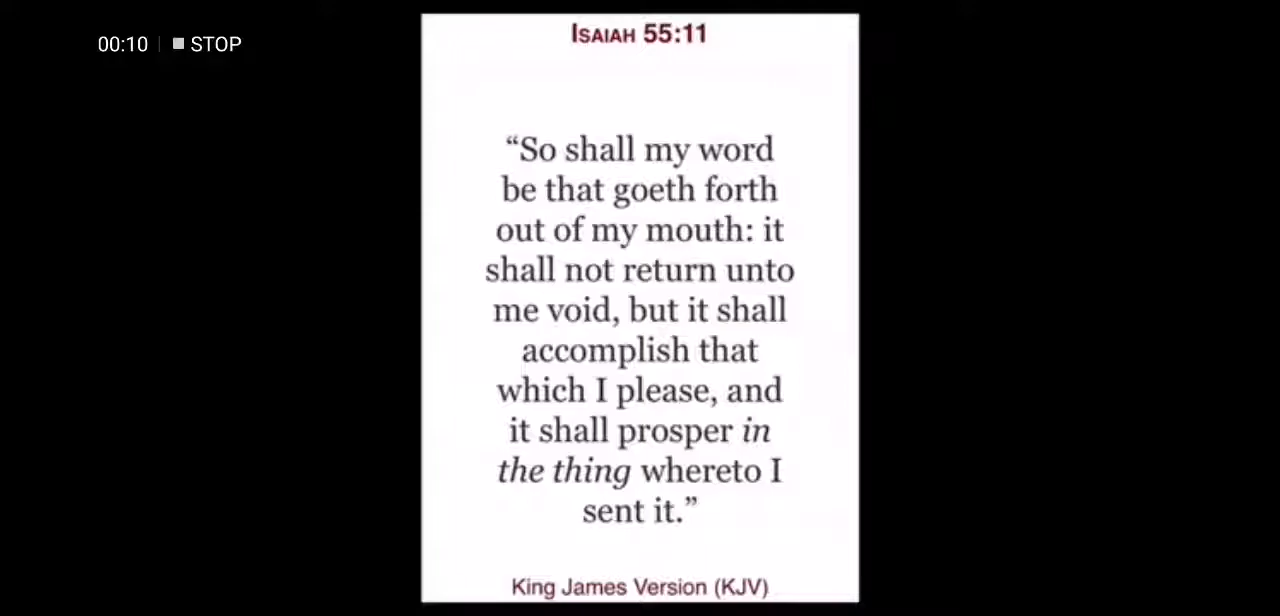 00:10 | ■ STOP
ISAIAH 55:11
“So shall my word
be that goeth forth
out of my mouth: it
shall not return unto
me void, but it shall
accomplish that
which I please, and
it shall prosper in
the thing whereto I
sent it.”
King James Version (KJV)